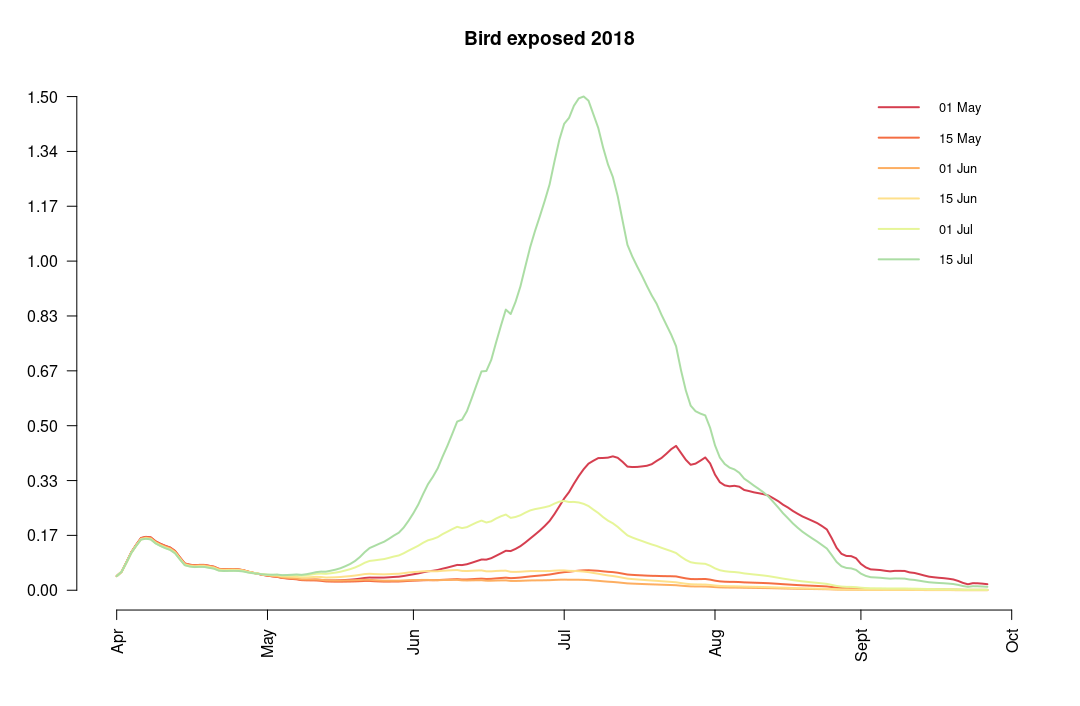 Bird exposed 2018
1.50
1.34
1.17
1.00
0.83
0.67
0.50
0.33
0.17
0.00
01 May
15 May
01 Jun
15 Jun
01 Jul
15 Jul
Apr
May
Jun
Jul
Aug
Sept
Oct